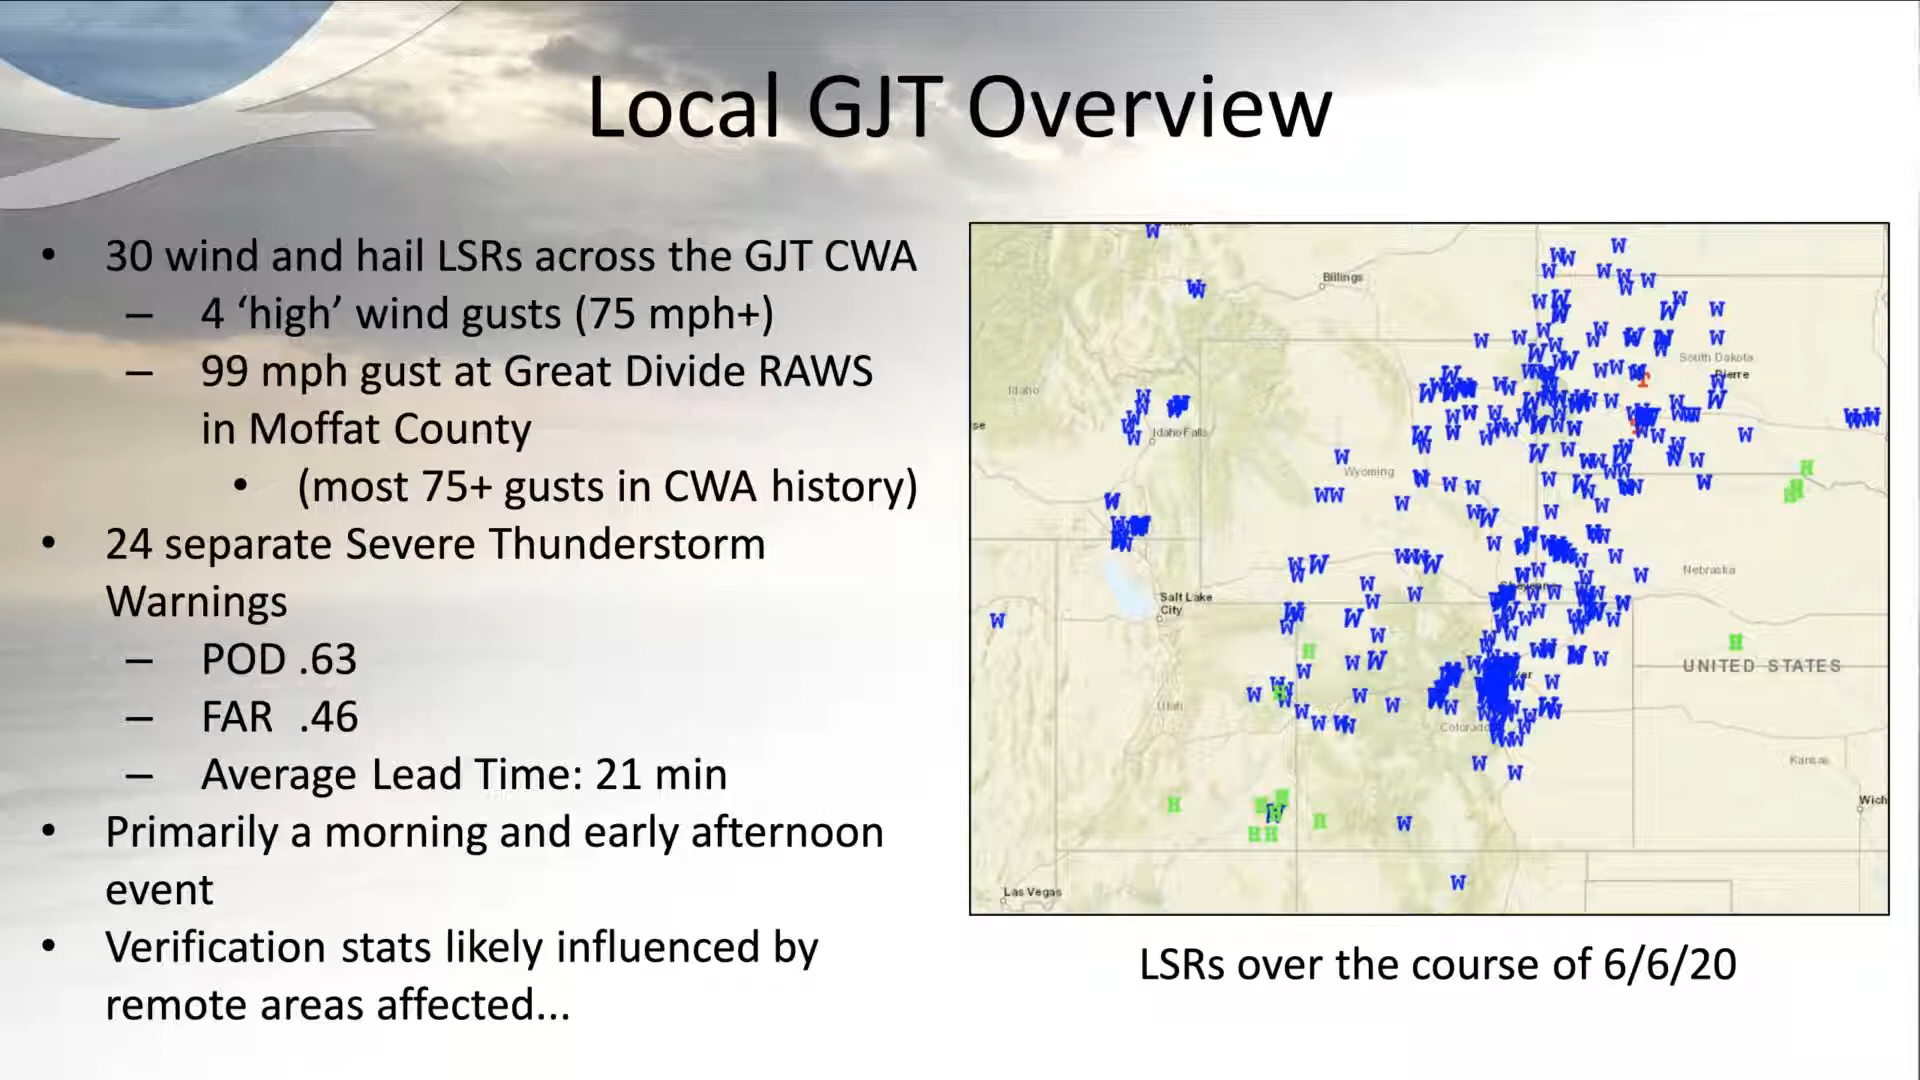 Local GJT Overview
• 30 wind and hail LSRs across the GJT CWA
– 4 ‘high’ wind gusts (75 mph+)
– 99 mph gust at Great Divide RAWS
in Moffat County
• (most 75+ gusts in CWA history)
• 24 separate Severe Thunderstorm
Warnings
– POD .63
– FAR .46
– Average Lead Time: 21 min
• Primarily a morning and early afternoon
event
• Verification stats likely influenced by
remote areas affected...
Billings
South Dakota
Pierre
Idaho
se
Idaho Falls
Wyoming
Nebraska
Cheyenne
Salt Lake
City
UNITED STATES
Utah
Colorado
Kansas
Wich
Las Vegas
LSRs over the course of 6/6/20